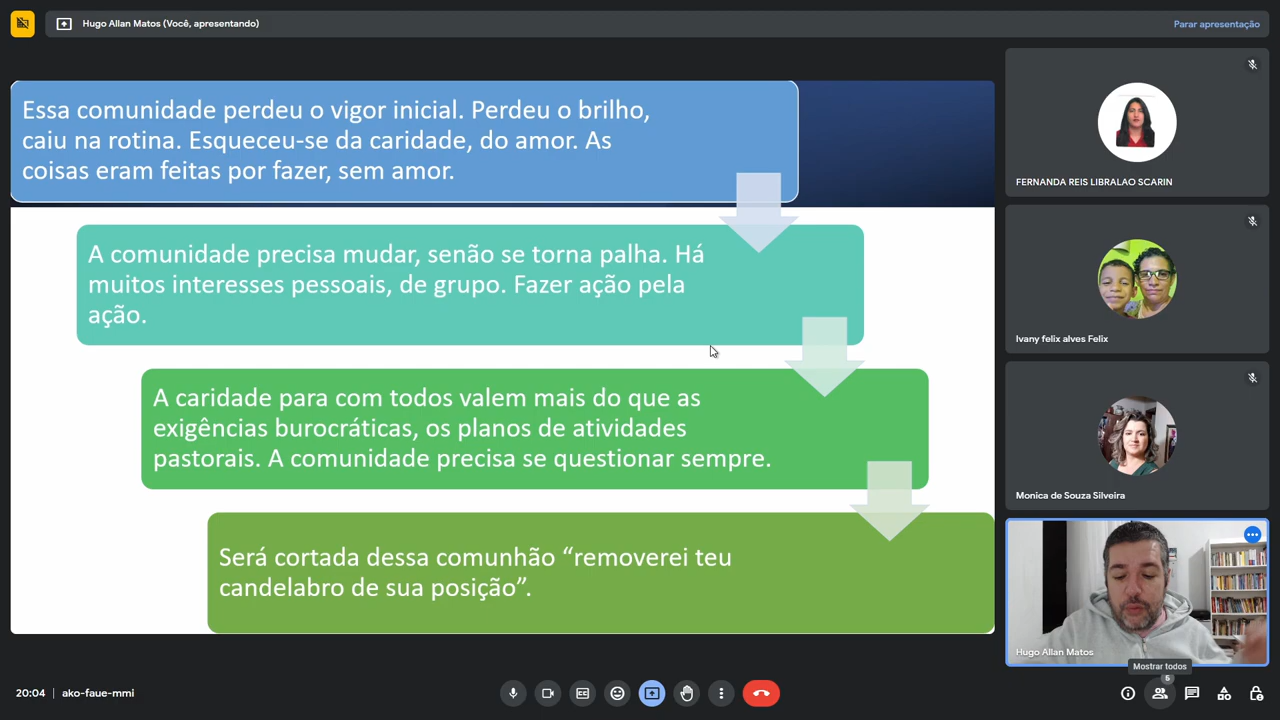 Hugo Allan Matos (Você, apresentando)
Parar apresentação
Essa comunidade perdeu o vigor inicial. Perdeu o brilho,
caiu na rotina. Esqueceu-se da caridade, do amor. As
coisas eram feitas por fazer, sem amor.
A comunidade precisa mudar, senão se torna palha. Há
muitos interesses pessoais, de grupo. Fazer ação pela
ação.
A caridade para com todos valem mais do que as
exigências burocráticas, os planos de atividades
pastorais. A comunidade precisa se questionar sempre.
Será cortada dessa comunhão “removerei teu
candelabro de sua posição”.
FERNANDA REIS LIBRALAO SCARIN
Ivany felix alves Felix
Monica de Souza Silveira
Hugo Allan Matos
Mostrar todos
6
20:04 | ako-faue-mmi